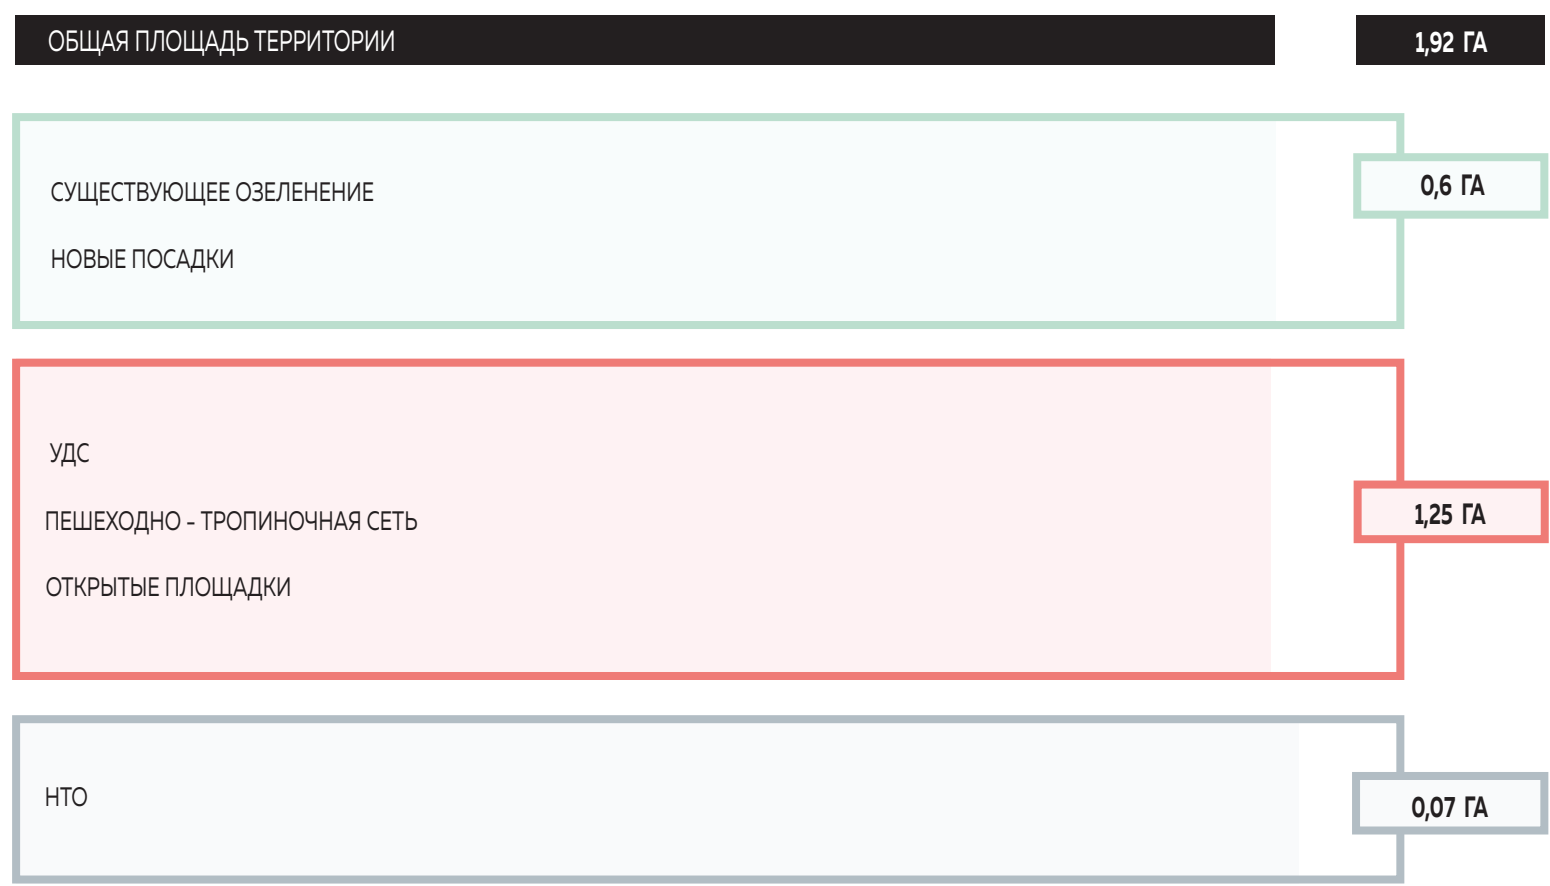 ОБЩАЯ ПЛОЩАДЬ ТЕРРИТОРИИ 1,92 ГА
СУЩЕСТВУЮЩЕЕ ОЗЕЛЕНЕНИЕ 0,6 ГА
НОВЫЕ ПОСАДКИ
УДС
ПЕШЕХОДНО - ТРОПИНОЧНАЯ СЕТЬ 1,25 ГА
ОТКРЫТЫЕ ПЛОЩАДКИ
НТО 0,07 ГА